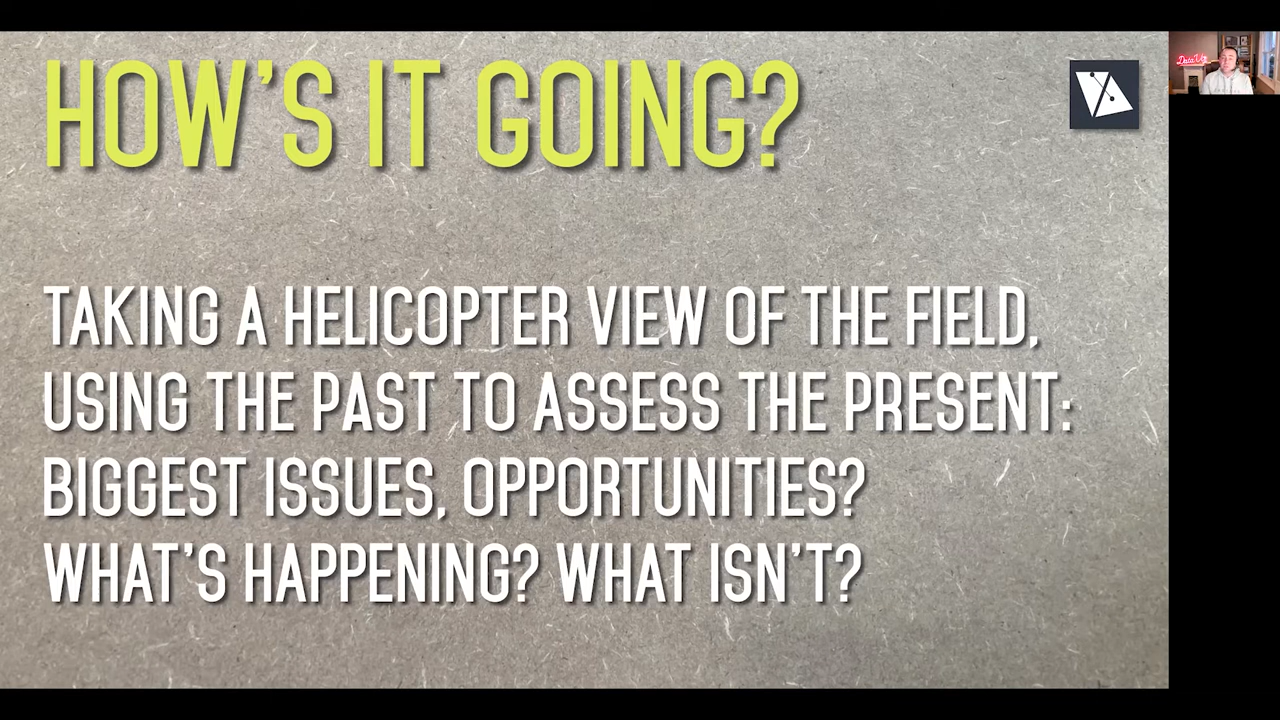 HOW'S IT GOING?
TAKING A HELICOPTER VIEW OF THE FIELD,
USING THE PAST TO ASSESS THE PRESENT:
BIGGEST ISSUES, OPPORTUNITIES?
WHAT'S HAPPENING? WHAT ISN'T?